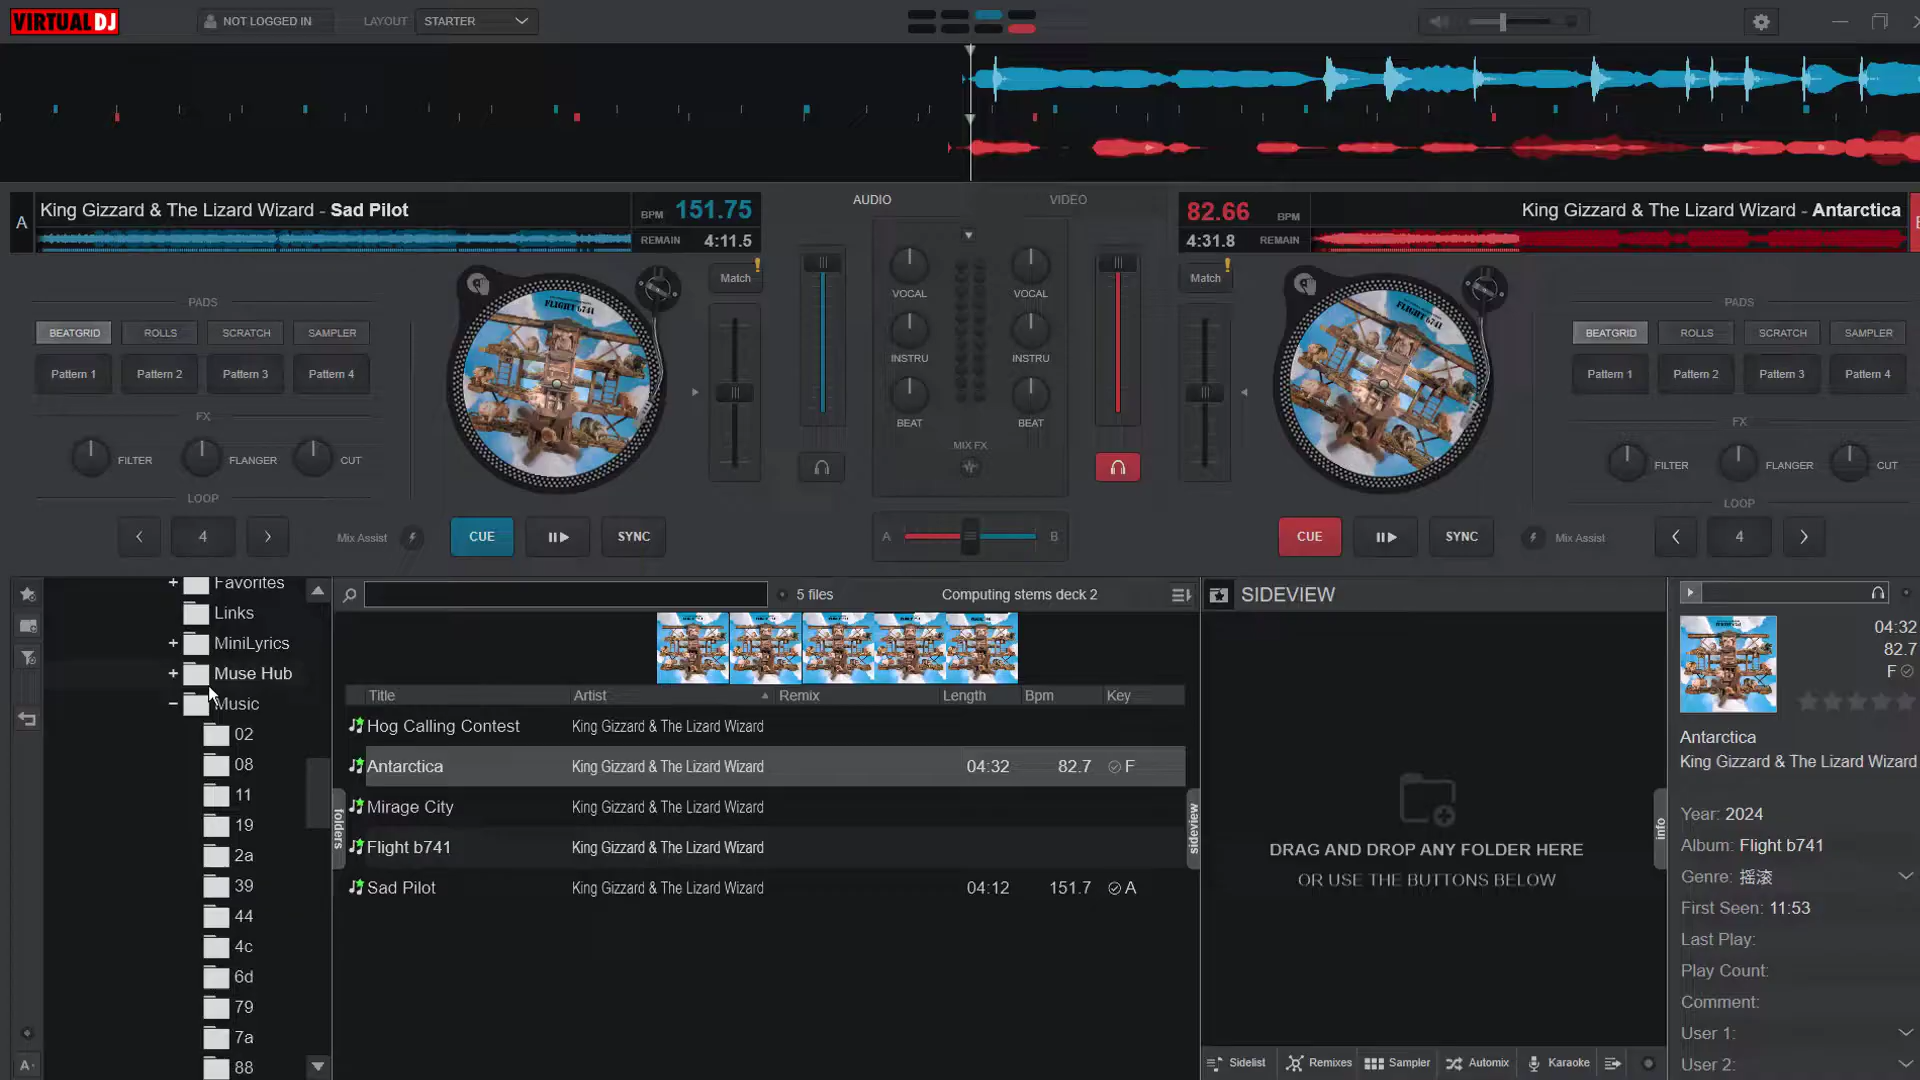 VIRTUALDJ
NOT LOGGED IN
LAYOUT STARTER
A King Gizzard & The Lizard Wizard - Sad Pilot
BPM 151.75
REMAIN 4:11.5
AUDIO VIDEO
82.66 BPM
4:31.8 REMAIN
King Gizzard & The Lizard Wizard - Antarctica
Match
Match
PADS
BEATGRID ROLLS SCRATCH SAMPLER
Pattern 1 Pattern 2 Pattern 3 Pattern 4
FX
FILTER FLANGER CUT
LOOP
4
Mix Assist
CUE SYNC
FLIGHT b741
VOCAL VOCAL
INSTRU INSTRU
BEAT BEAT
MIX FX
A B
FLIGHT b741
PADS
BEATGRID ROLLS SCRATCH SAMPLER
Pattern 1 Pattern 2 Pattern 3 Pattern 4
FX
FILTER FLANGER CUT
LOOP
CUE SYNC
Mix Assist
4
Favorites
Links
MiniLyrics
Muse Hub
Music
02
08
11
19
2a
39
44
4c
6d
79
7a
88
A
folders
5 files
Computing stems deck 2
Title Artist Remix Length Bpm Key
Hog Calling Contest King Gizzard & The Lizard Wizard
Antarctica King Gizzard & The Lizard Wizard 04:32 82.7 F
Mirage City King Gizzard & The Lizard Wizard
Flight b741 King Gizzard & The Lizard Wizard
Sad Pilot King Gizzard & The Lizard Wizard 04:12 151.7 A
sideview
SIDEVIEW
DRAG AND DROP ANY FOLDER HERE
OR USE THE BUTTONS BELOW
Sidelist Remixes Sampler Automix Karaoke
info
04:32
82.7
F
Antarctica
King Gizzard & The Lizard Wizard
Year: 2024
Album: Flight b741
Genre: 摇滚
First Seen: 11:53
Last Play:
Play Count:
Comment:
User 1:
User 2: